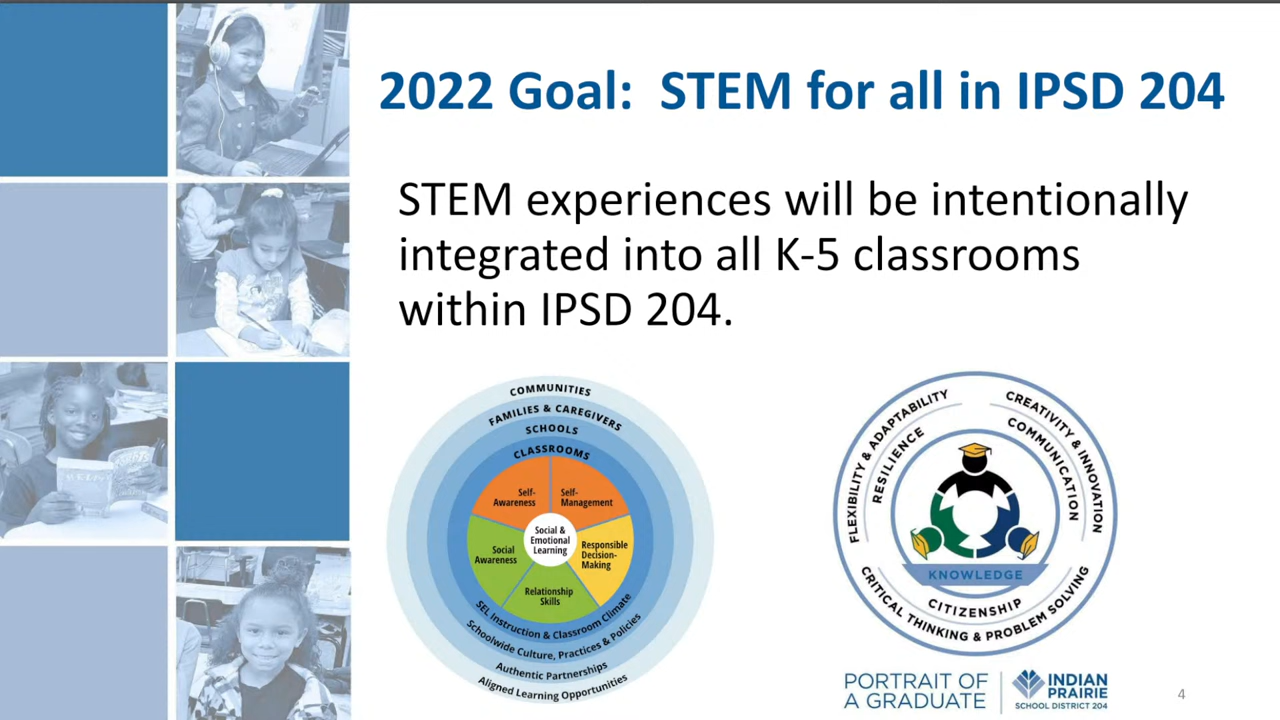 2022 Goal:  STEM for all in IPSD 204
STEM experiences will be intentionally
integrated into all K-5 classrooms
within IPSD 204.
COMMUNITIES
FAMILIES & CAREGIVERS
SCHOOLS
CLASSROOMS
Self-
Awareness
Self-
Management
Social &
Emotional
Learning
Social
Awareness
Responsible
Decision-
Making
Relationship
Skills
SEL Instruction & Classroom Climate
Schoolwide Culture, Practices & Policies
Authentic Partnerships
Aligned Learning Opportunities
FLEXIBILITY & ADAPTABILITY
RESILIENCE
CREATIVITY & INNOVATION
COMMUNICATION
KNOWLEDGE
CITIZENSHIP
CRITICAL THINKING & PROBLEM SOLVING
PORTRAIT OF
A GRADUATE
INDIAN
PRAIRIE
SCHOOL DISTRICT 204
4